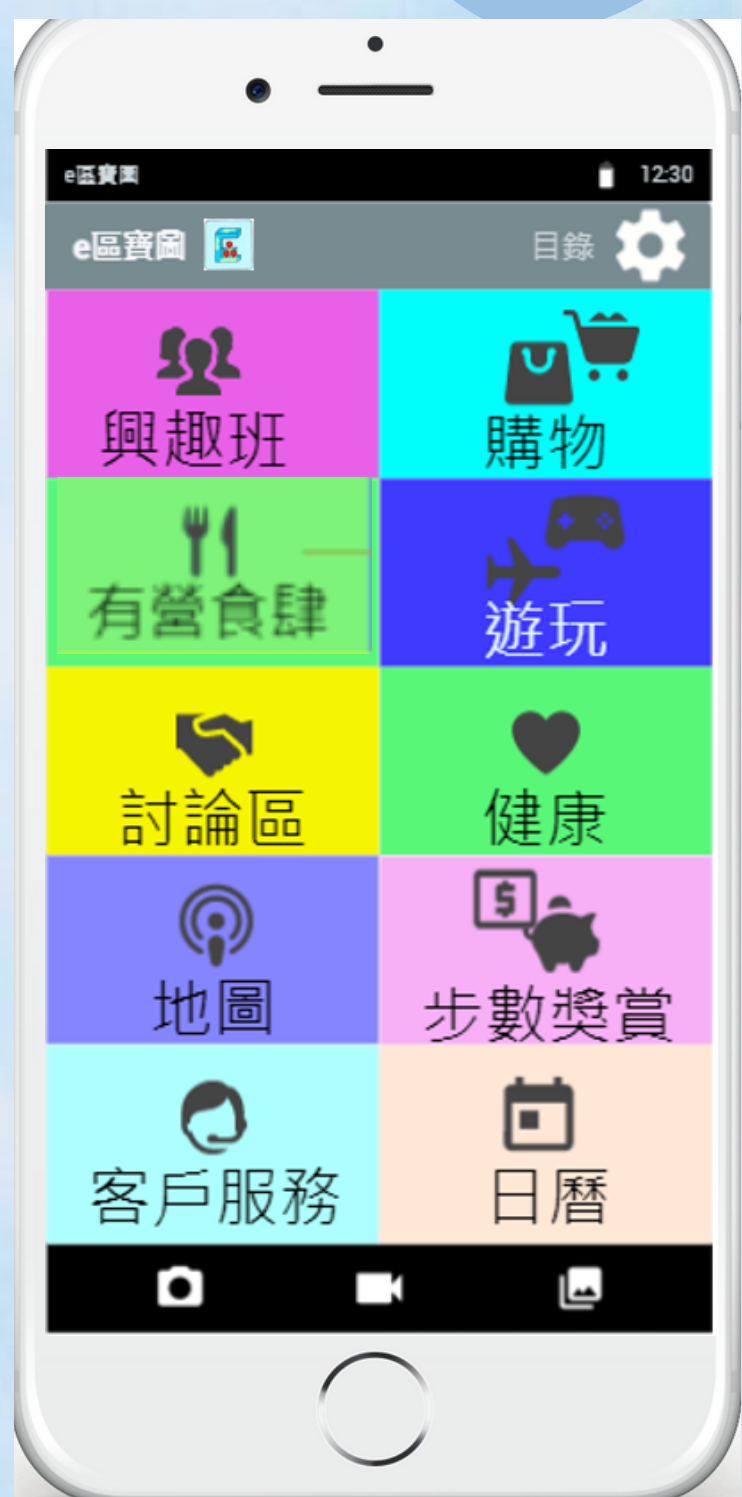 e區寶圖 12:30
e區寶圖 目錄
興趣班 購物
有營食肆 遊玩
討論區 健康
地圖 步數獎賞
客戶服務 日曆